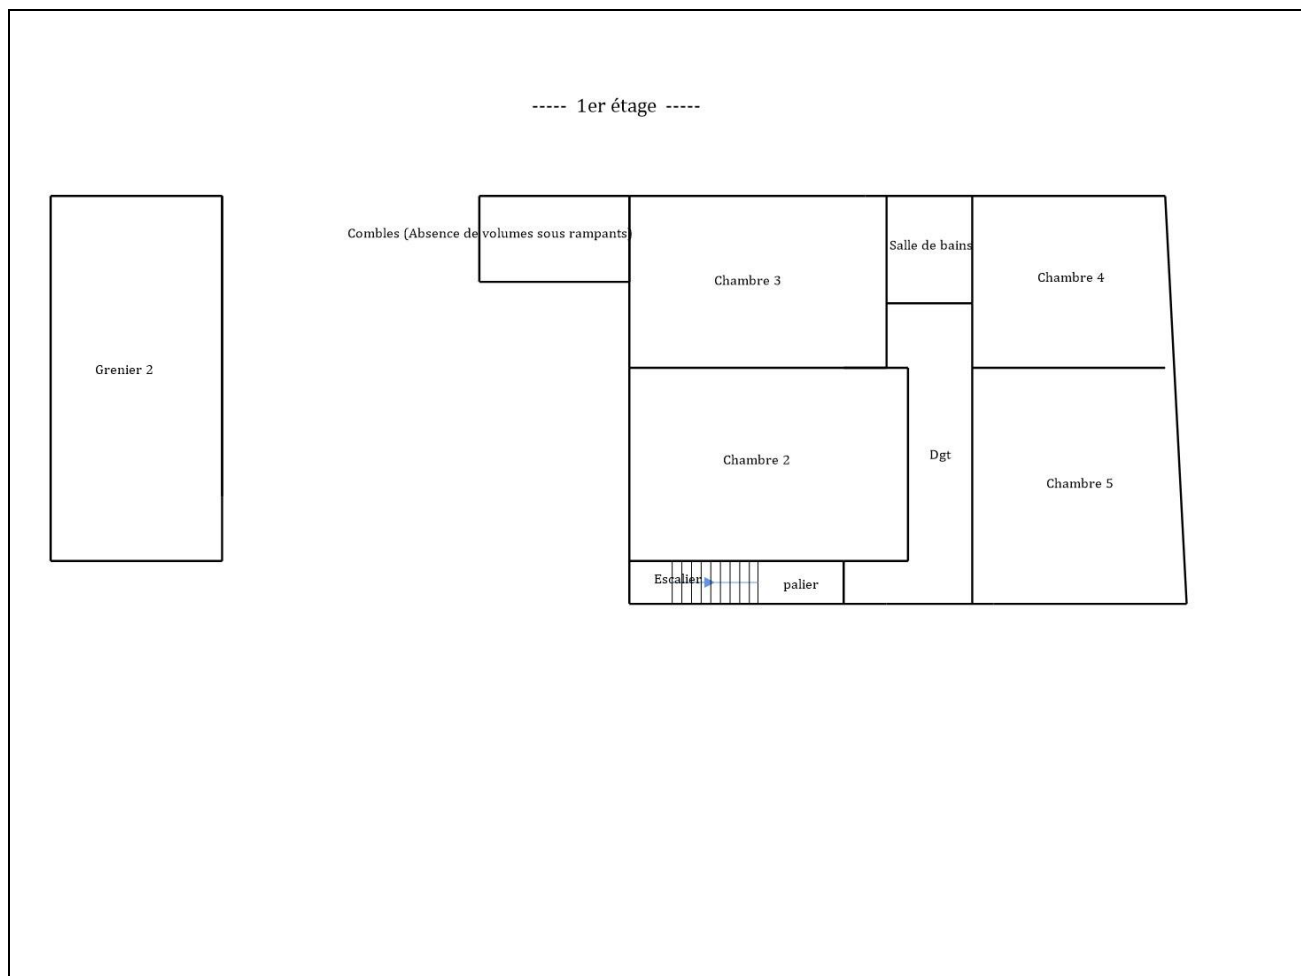 ----- 1er étage -----
Combles (Absence de volumes sous rampants)
Salle de bains
Chambre 3
Chambre 4
Grenier 2
Chambre 2
Dgt
Chambre 5
Escalier
palier